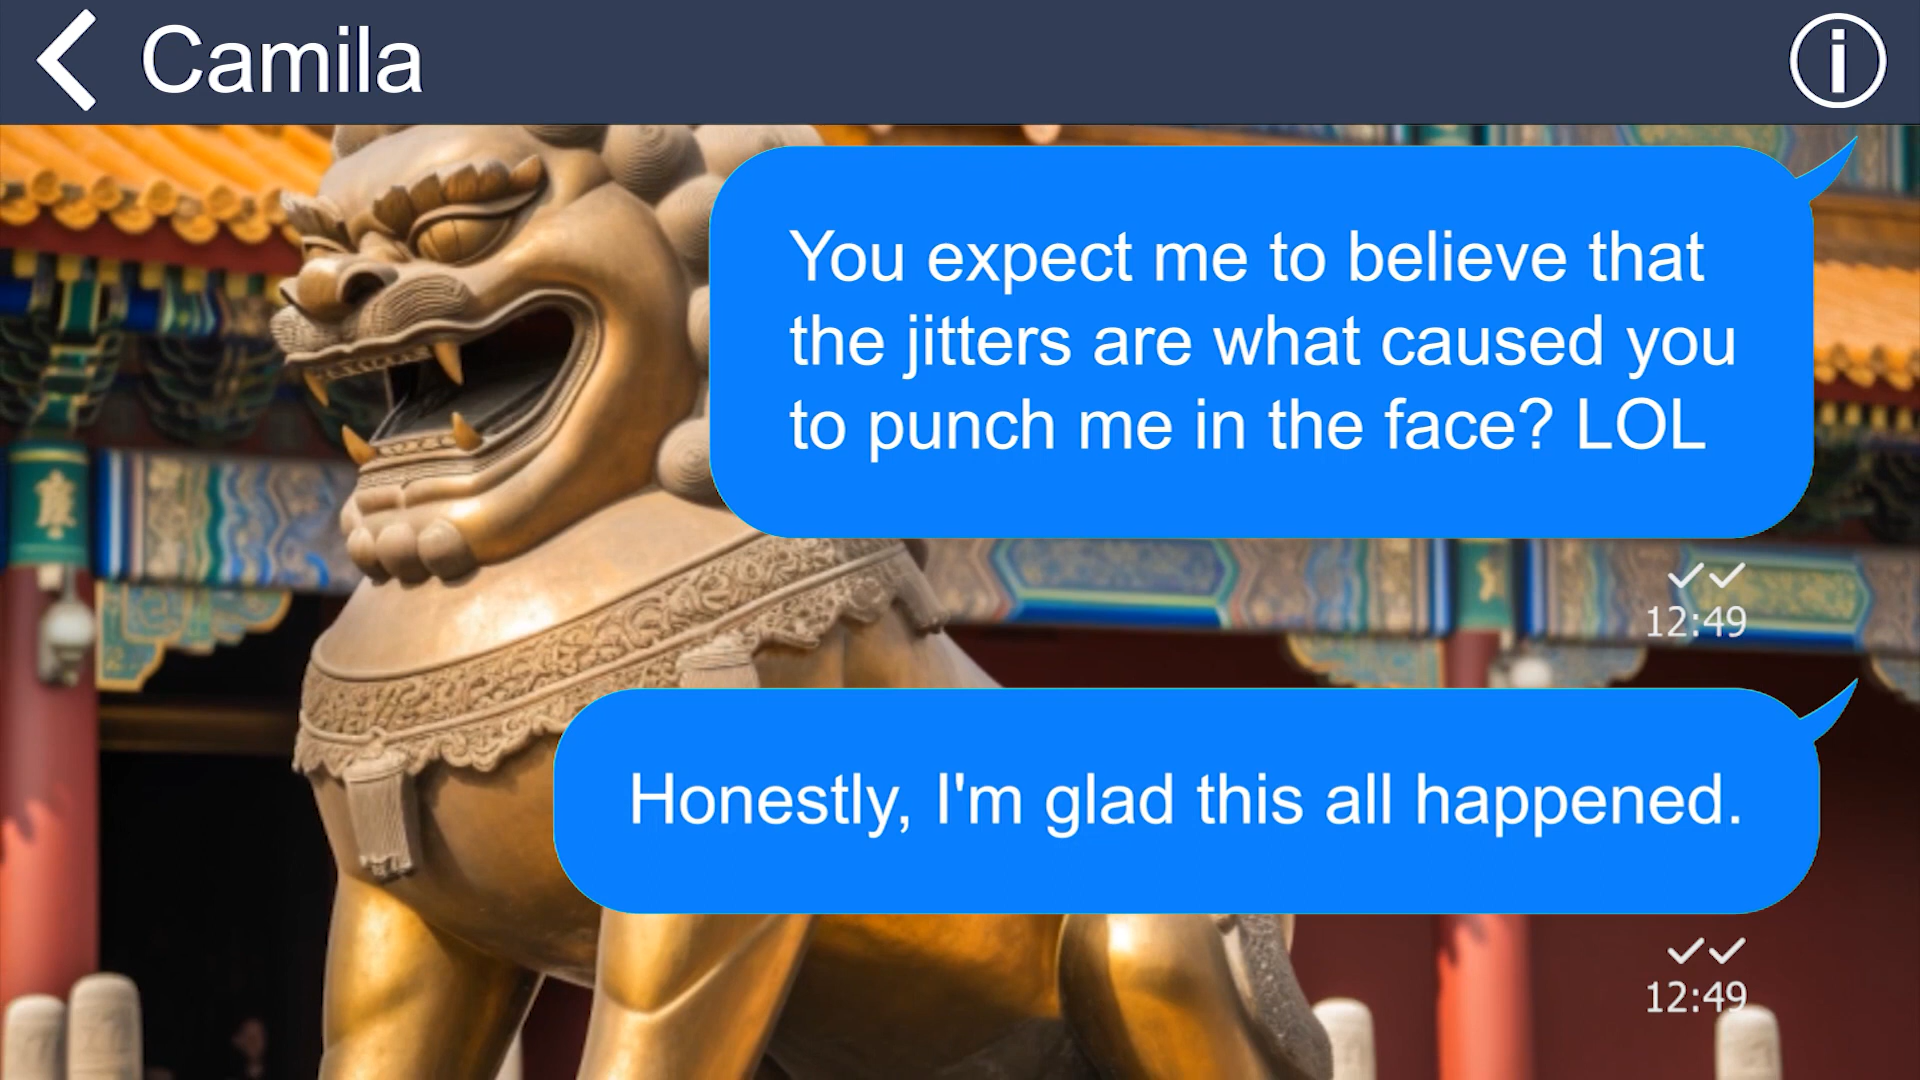 Camila
You expect me to believe that
the jitters are what caused you
to punch me in the face? LOL
12:49
Honestly, I'm glad this all happened.
12:49